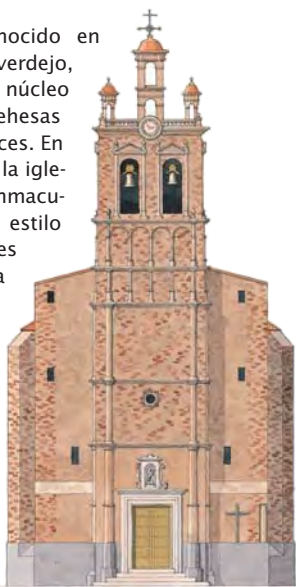 nocido en
verdejo,
núcleo
ehesas
ces. En
la igle-
nmacu-
estilo
es
a